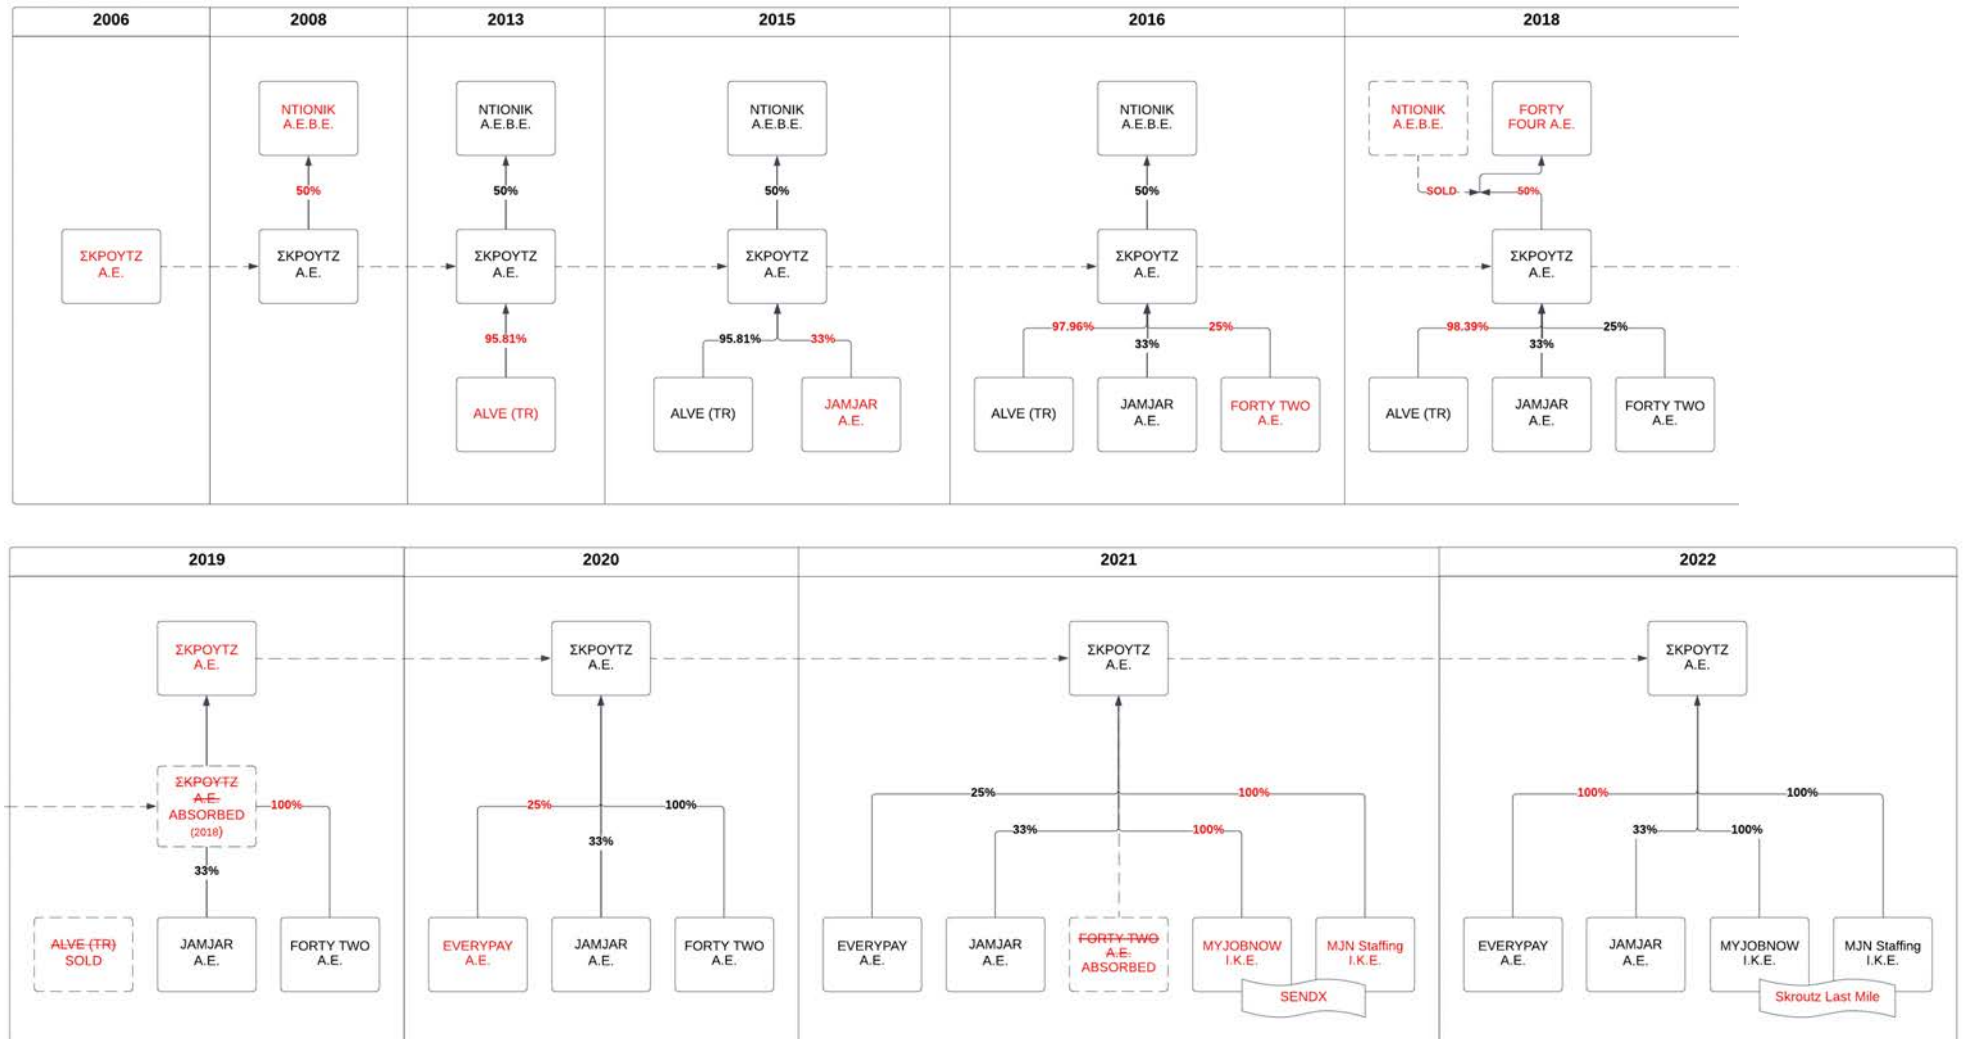 2006
2008
2013
2015
2016
2018
ΝΤΙΟΝΙΚ
Α.Ε.Β.Ε.
ΝΤΙΟΝΙΚ
Α.Ε.Β.Ε.
ΝΤΙΟΝΙΚ
Α.Ε.Β.Ε.
ΝΤΙΟΝΙΚ
Α.Ε.Β.Ε.
ΝΤΙΟΝΙΚ
Α.Ε.Β.Ε.
FORTY
FOUR A.E.
50%
50%
50%
50%
SOLD
50%
ΣΚΡΟΥΤΖ
Α.Ε.
ΣΚΡΟΥΤΖ
Α.Ε.
ΣΚΡΟΥΤΖ
Α.Ε.
ΣΚΡΟΥΤΖ
Α.Ε.
ΣΚΡΟΥΤΖ
Α.Ε.
ΣΚΡΟΥΤΖ
Α.Ε.
95.81%
95.81%
33%
97.96%
33%
25%
98.39%
33%
25%
ALVE (TR)
ALVE (TR)
JAMJAR
A.E.
ALVE (TR)
JAMJAR
A.E.
FORTY TWO
A.E.
ALVE (TR)
JAMJAR
A.E.
FORTY TWO
A.E.
2019
2020
2021
2022
ΣΚΡΟΥΤΖ
Α.Ε.
ΣΚΡΟΥΤΖ
Α.Ε.
ΣΚΡΟΥΤΖ
Α.Ε.
ΣΚΡΟΥΤΖ
Α.Ε.
ΣΚΡΟΥΤΖ
Α.Ε.
ABSORBED
(2018)
100%
33%
25%
33%
100%
25%
100%
33%
100%
100%
100%
33%
100%
ALVE (TR)
SOLD
JAMJAR
A.E.
FORTY TWO
A.E.
EVERYPAY
A.E.
JAMJAR
A.E.
FORTY TWO
A.E.
EVERYPAY
A.E.
JAMJAR
A.E.
FORTY TWO
A.E.
ABSORBED
MYJOBNOW
I.K.E.
MJN Staffing
I.K.E.
SENDX
EVERYPAY
A.E.
JAMJAR
A.E.
MYJOBNOW
I.K.E.
MJN Staffing
I.K.E.
Skroutz Last Mile